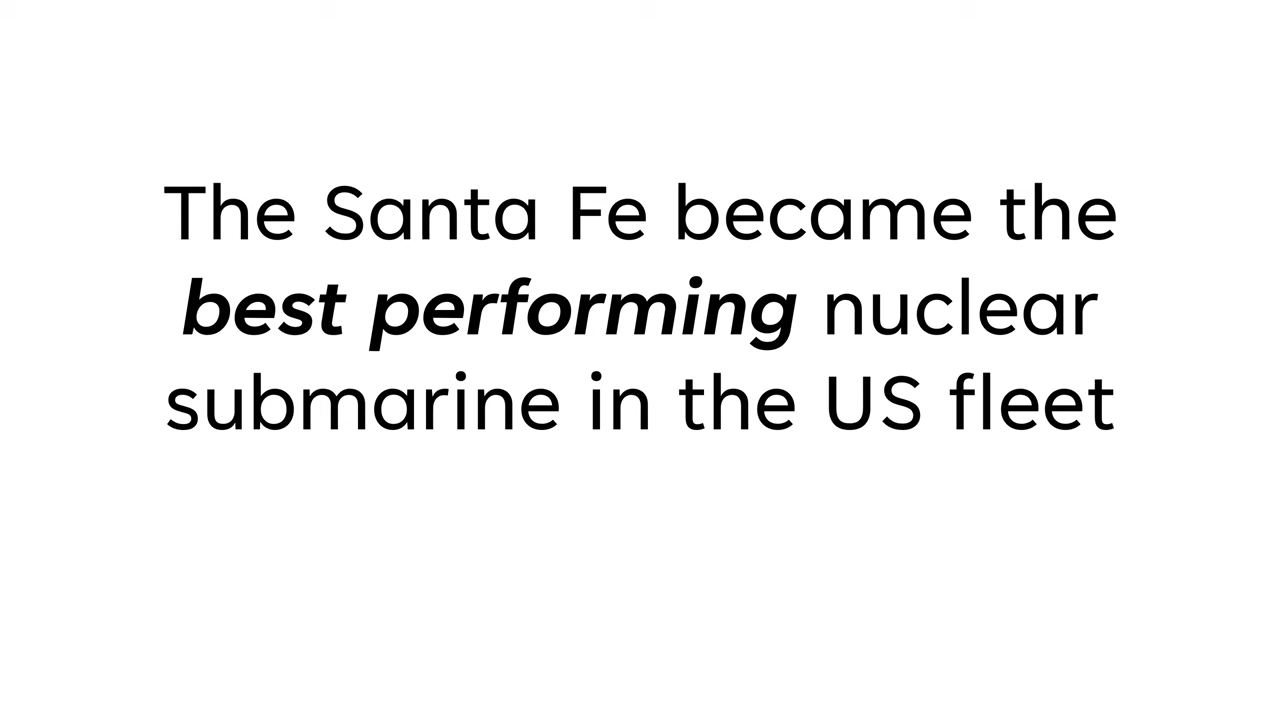 The Santa Fe became the
best performing nuclear
submarine in the US fleet